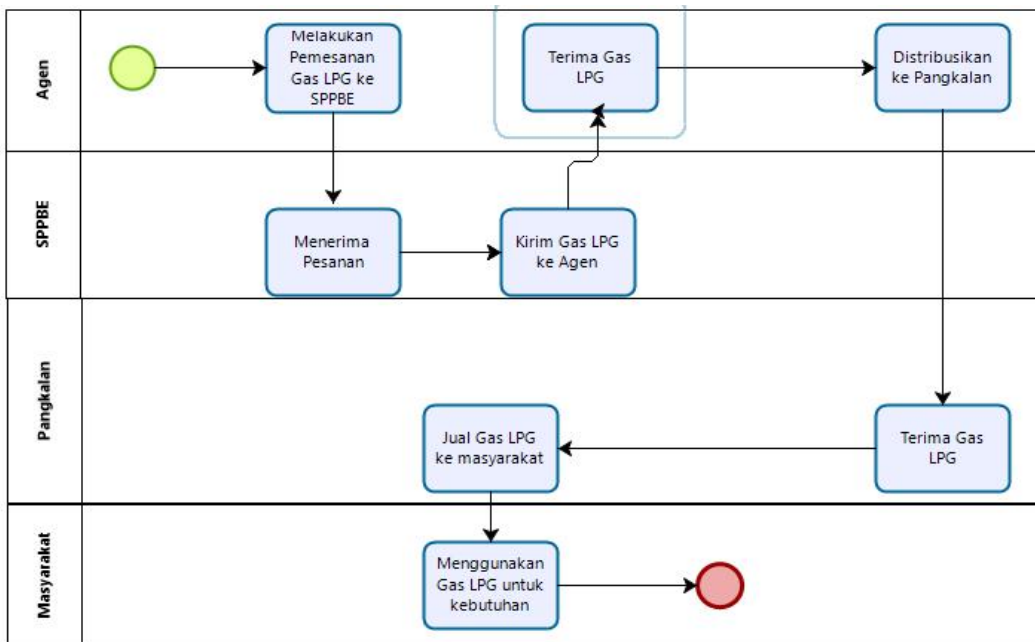 Agen
Melakukan
Pemesanan
Gas LPG ke
SPPBE
Terima Gas
LPG
Distribusikan
ke Pangkalan
SPPBE
Menerima
Pesanan
Kirim Gas LPG
ke Agen
Pangkalan
Jual Gas LPG
ke masyarakat
Terima Gas
LPG
Masyarakat
Menggunakan
Gas LPG untuk
kebutuhan